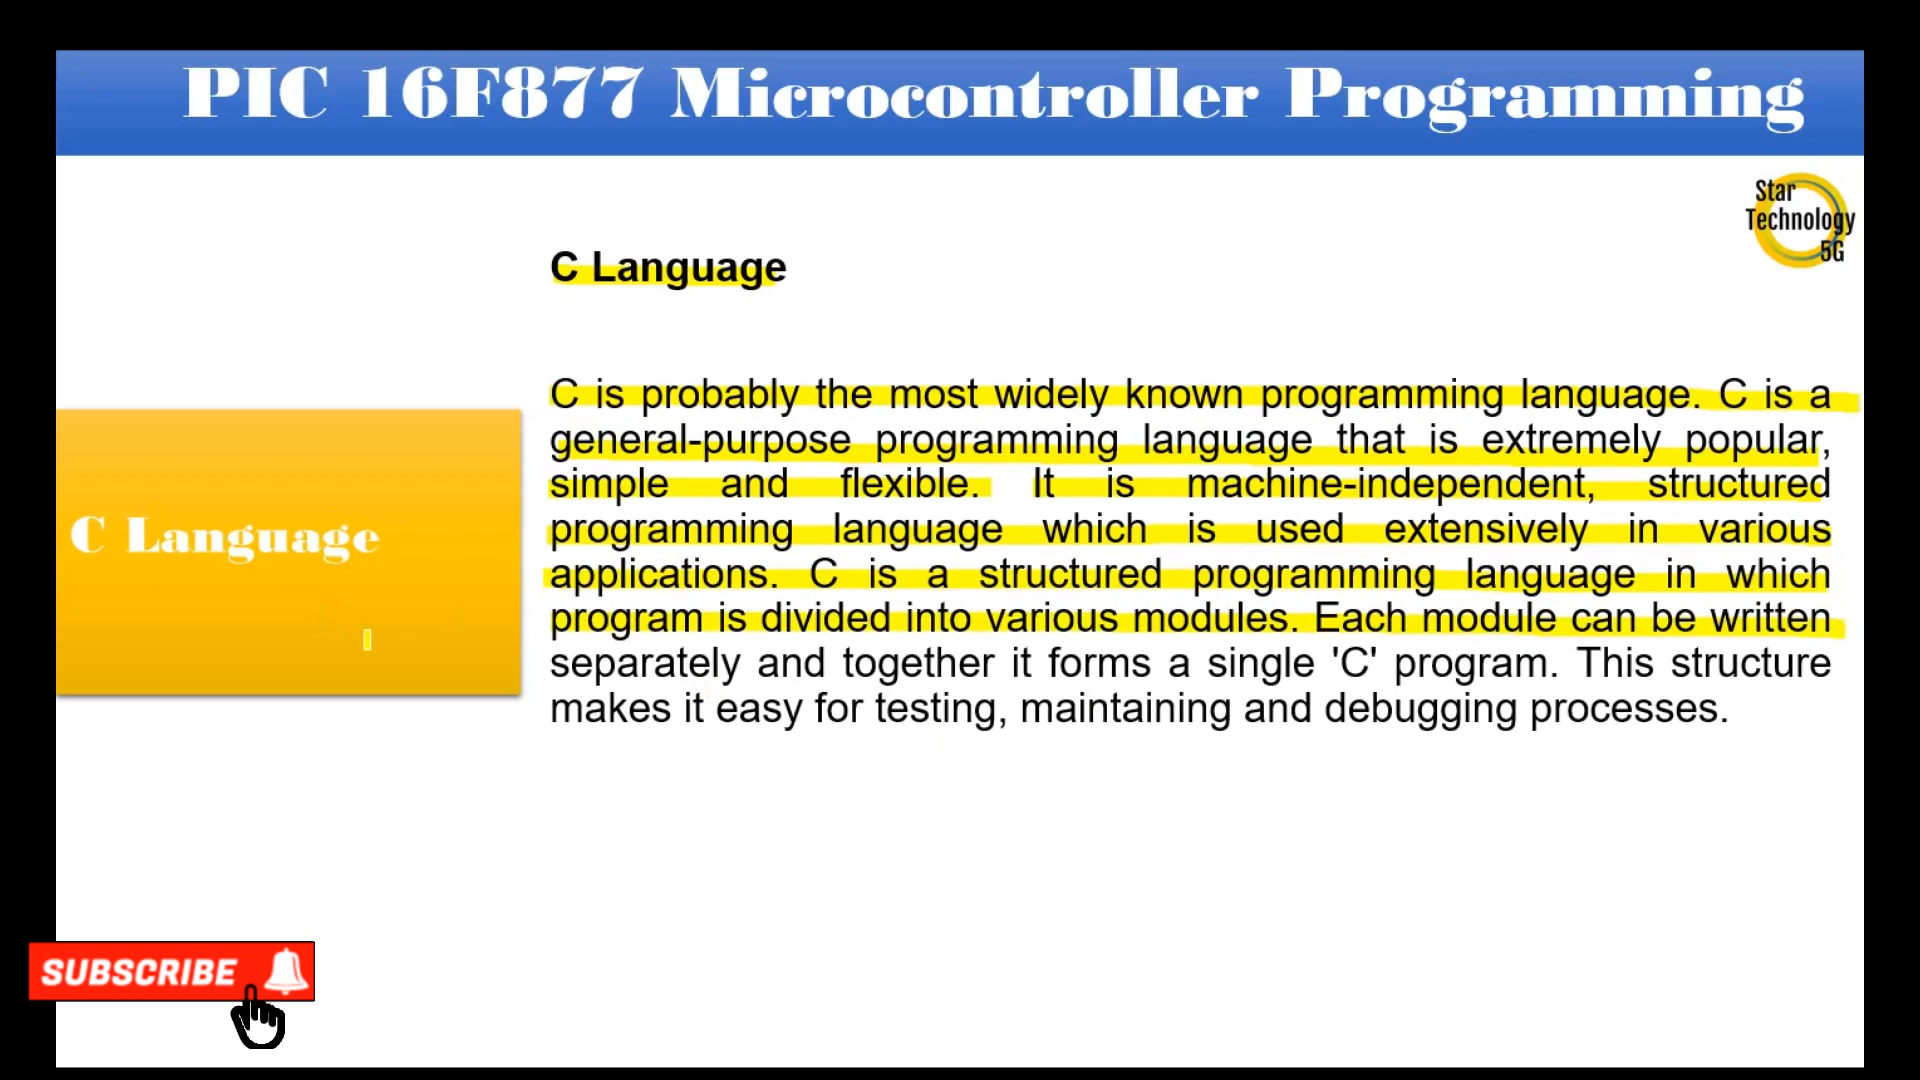 PIC 16F877 Microcontroller Programming
Star
Technology
5G
C Language
C is probably the most widely known programming language. C is a
general-purpose programming language that is extremely popular,
simple and flexible. It is machine-independent, structured
programming language which is used extensively in various
applications. C is a structured programming language in which
program is divided into various modules. Each module can be written
separately and together it forms a single 'C' program. This structure
makes it easy for testing, maintaining and debugging processes.
C Language
SUBSCRIBE